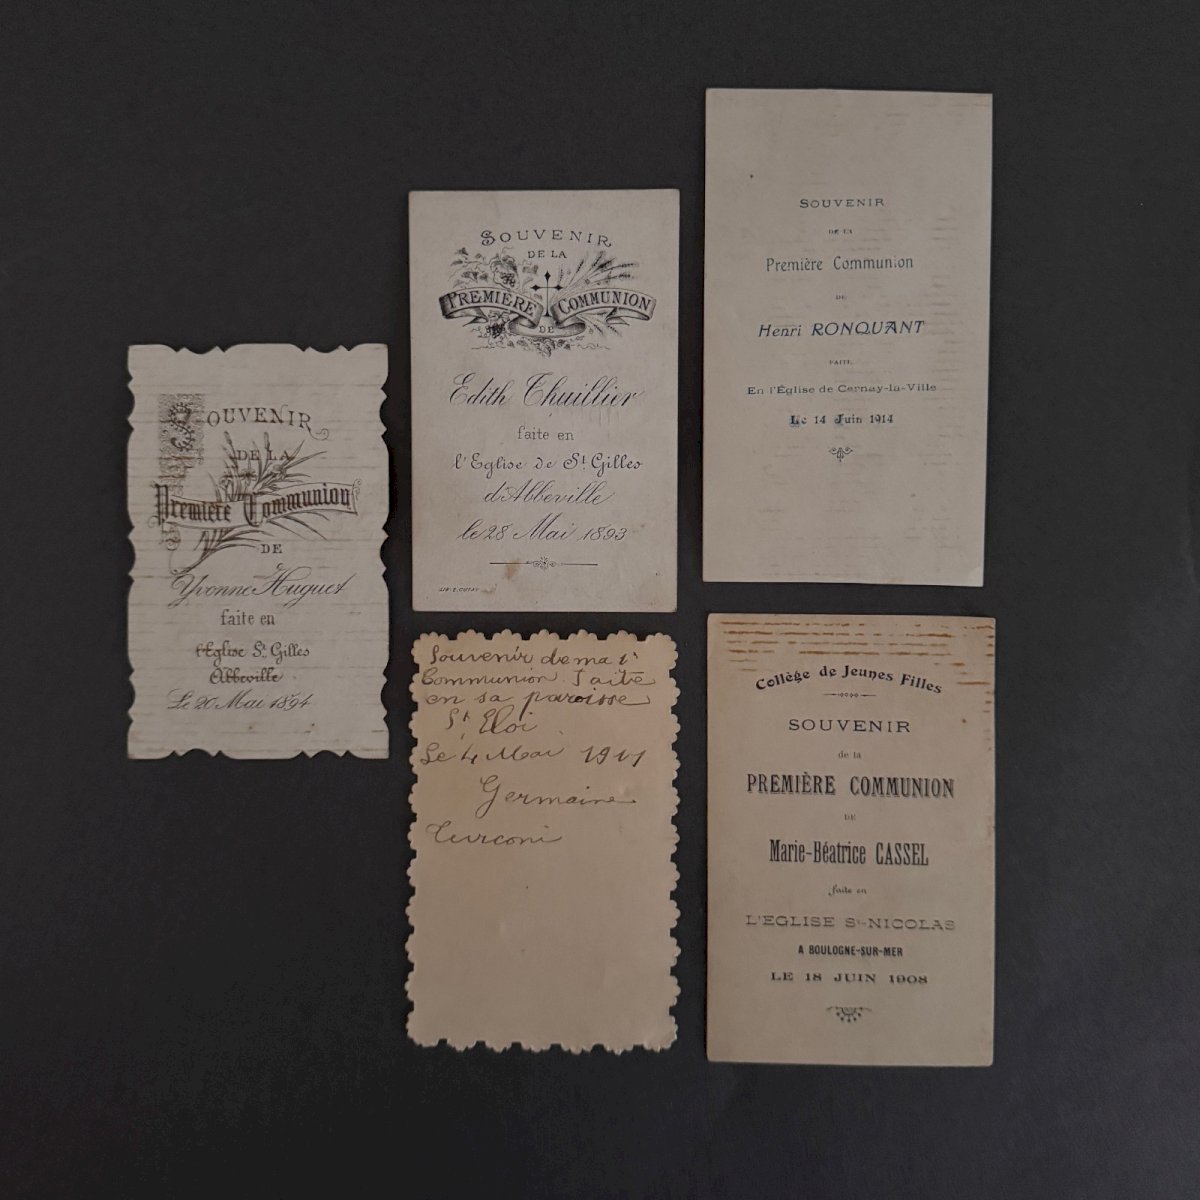 SOUVENIR
DE LA
Première Communion
DE
Yvonne Huguet
faite en
l'Eglise St Gilles
Abbeville
Le 20 Mai 1894
SOUVENIR
DE LA
PREMIÈRE COMMUNION
DE
Edith Thuillier
faite en
l'Eglise de St Gilles
d'Abbeville
le 28 Mai 1893
Souvenir de ma 1e
Communion faite
en sa paroisse
St Eloi
Le 4 Mai 1911
Germaine
Turconi
SOUVENIR
DE LA
Première Communion
DE
Henri RONQUANT
FAITE
En l'Église de Cernay-la-Ville
Le 14 Juin 1914
Collège de Jeunes Filles
SOUVENIR
de la
PREMIÈRE COMMUNION
DE
Marie-Béatrice CASSEL
faite en
L'EGLISE St-NICOLAS
A BOULOGNE-SUR-MER
LE 18 JUIN 1908